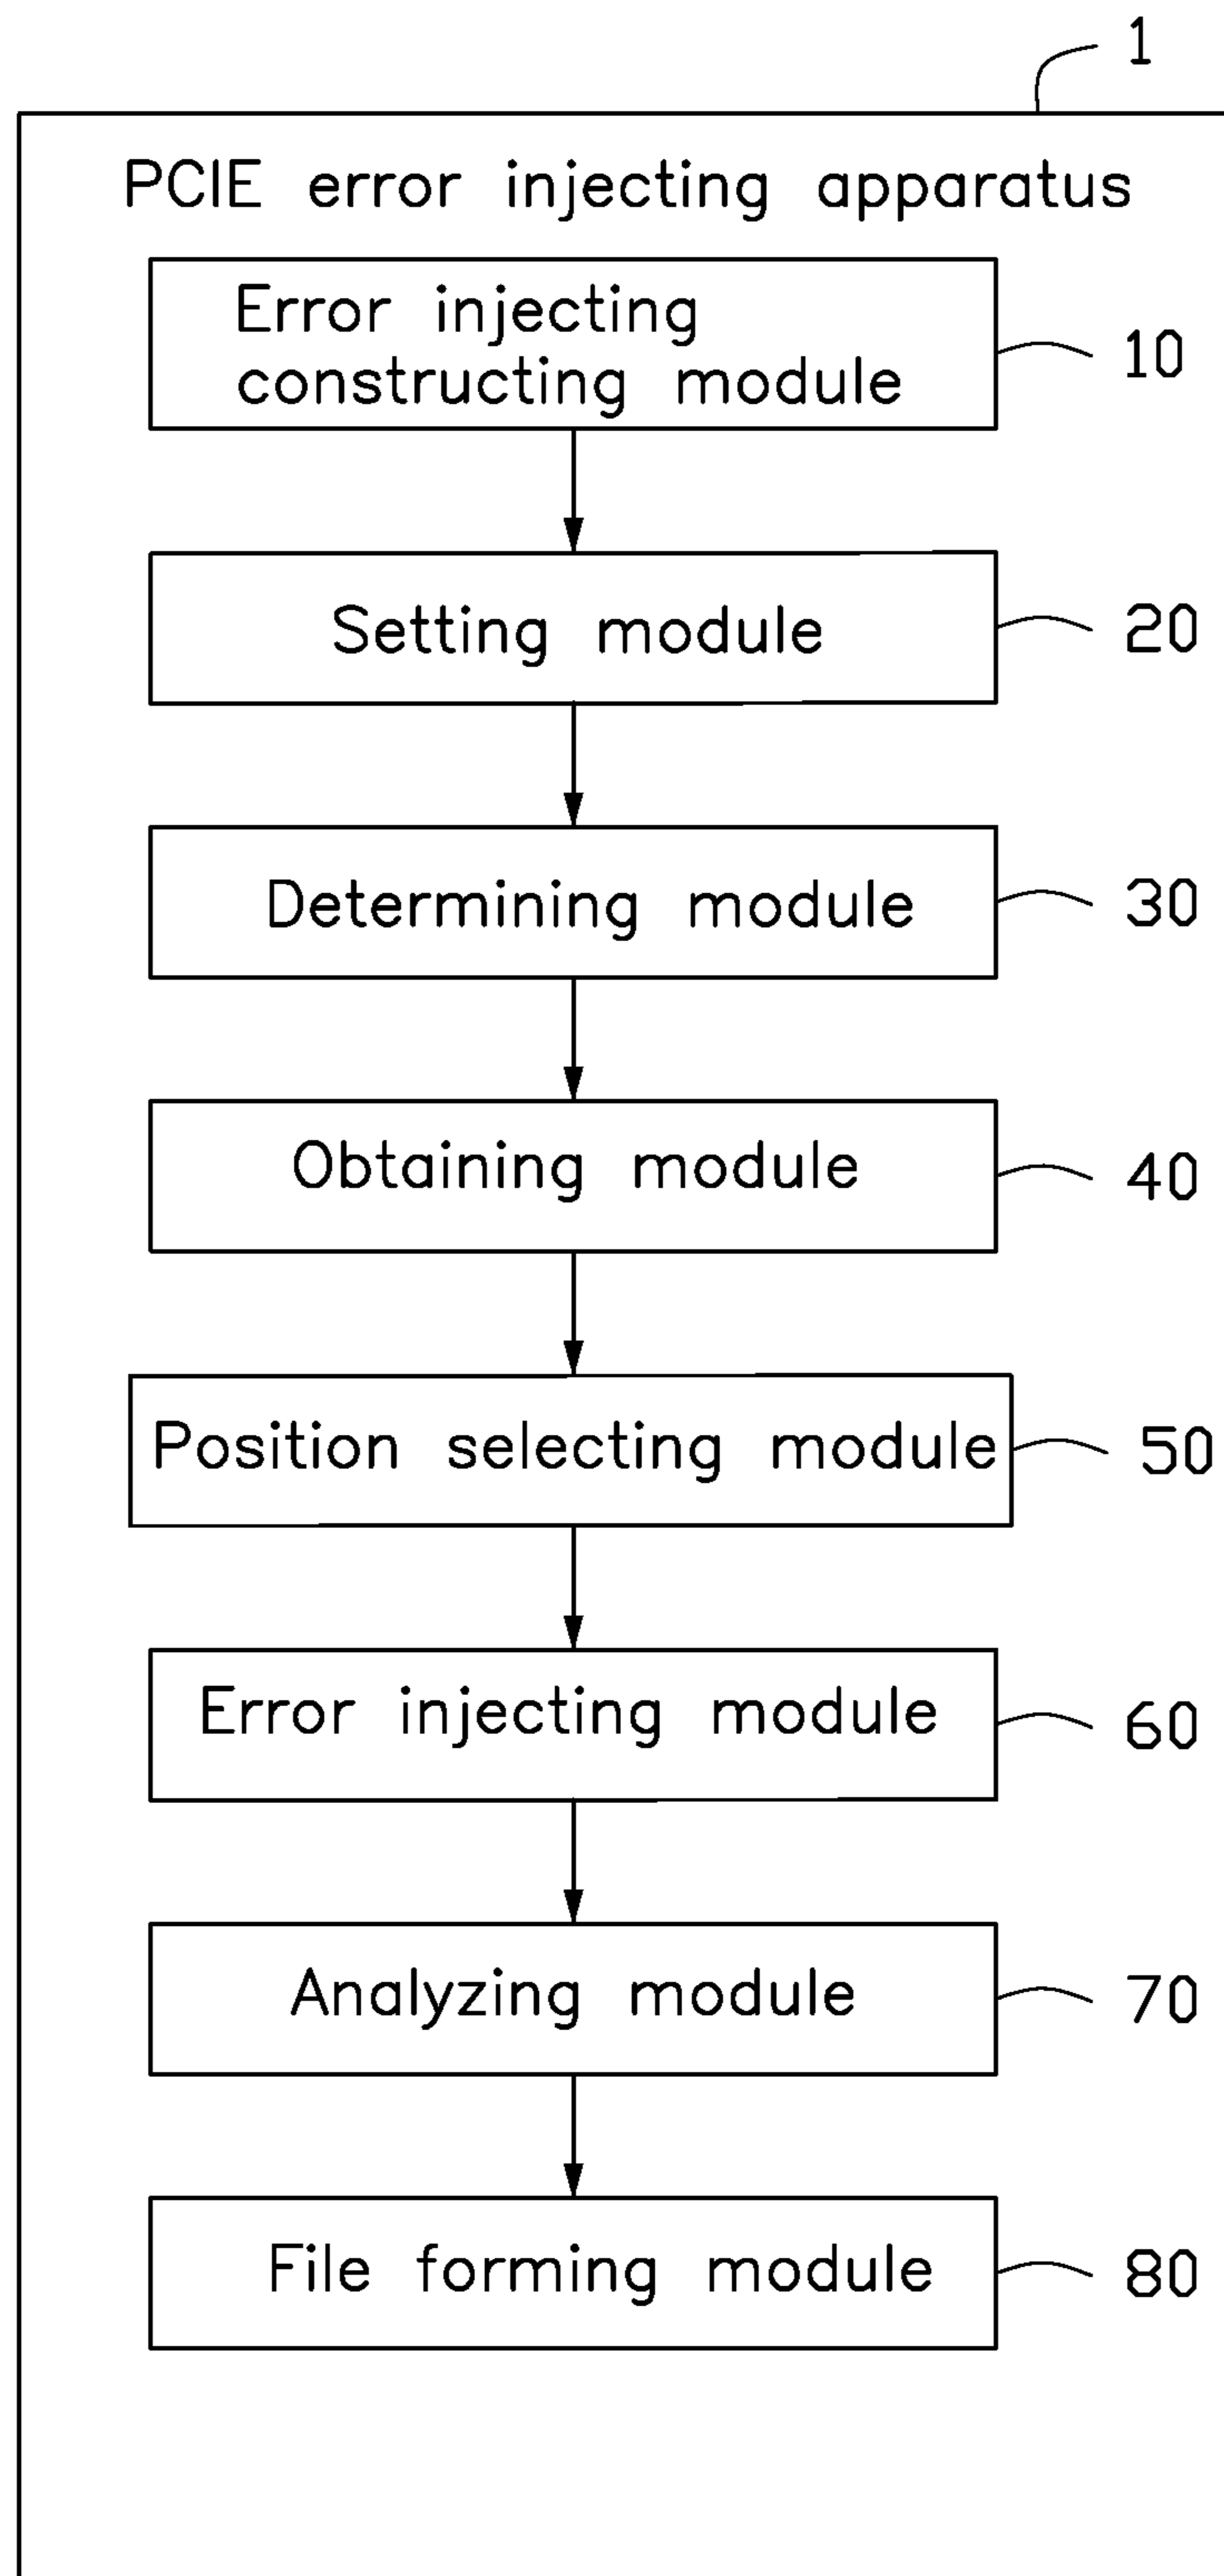 1
PCIE error injecting apparatus
Error injecting
constructing module
10
Setting module
20
Determining module
30
Obtaining module
40
Position selecting module
50
Error injecting module
60
Analyzing module
70
File forming module
80